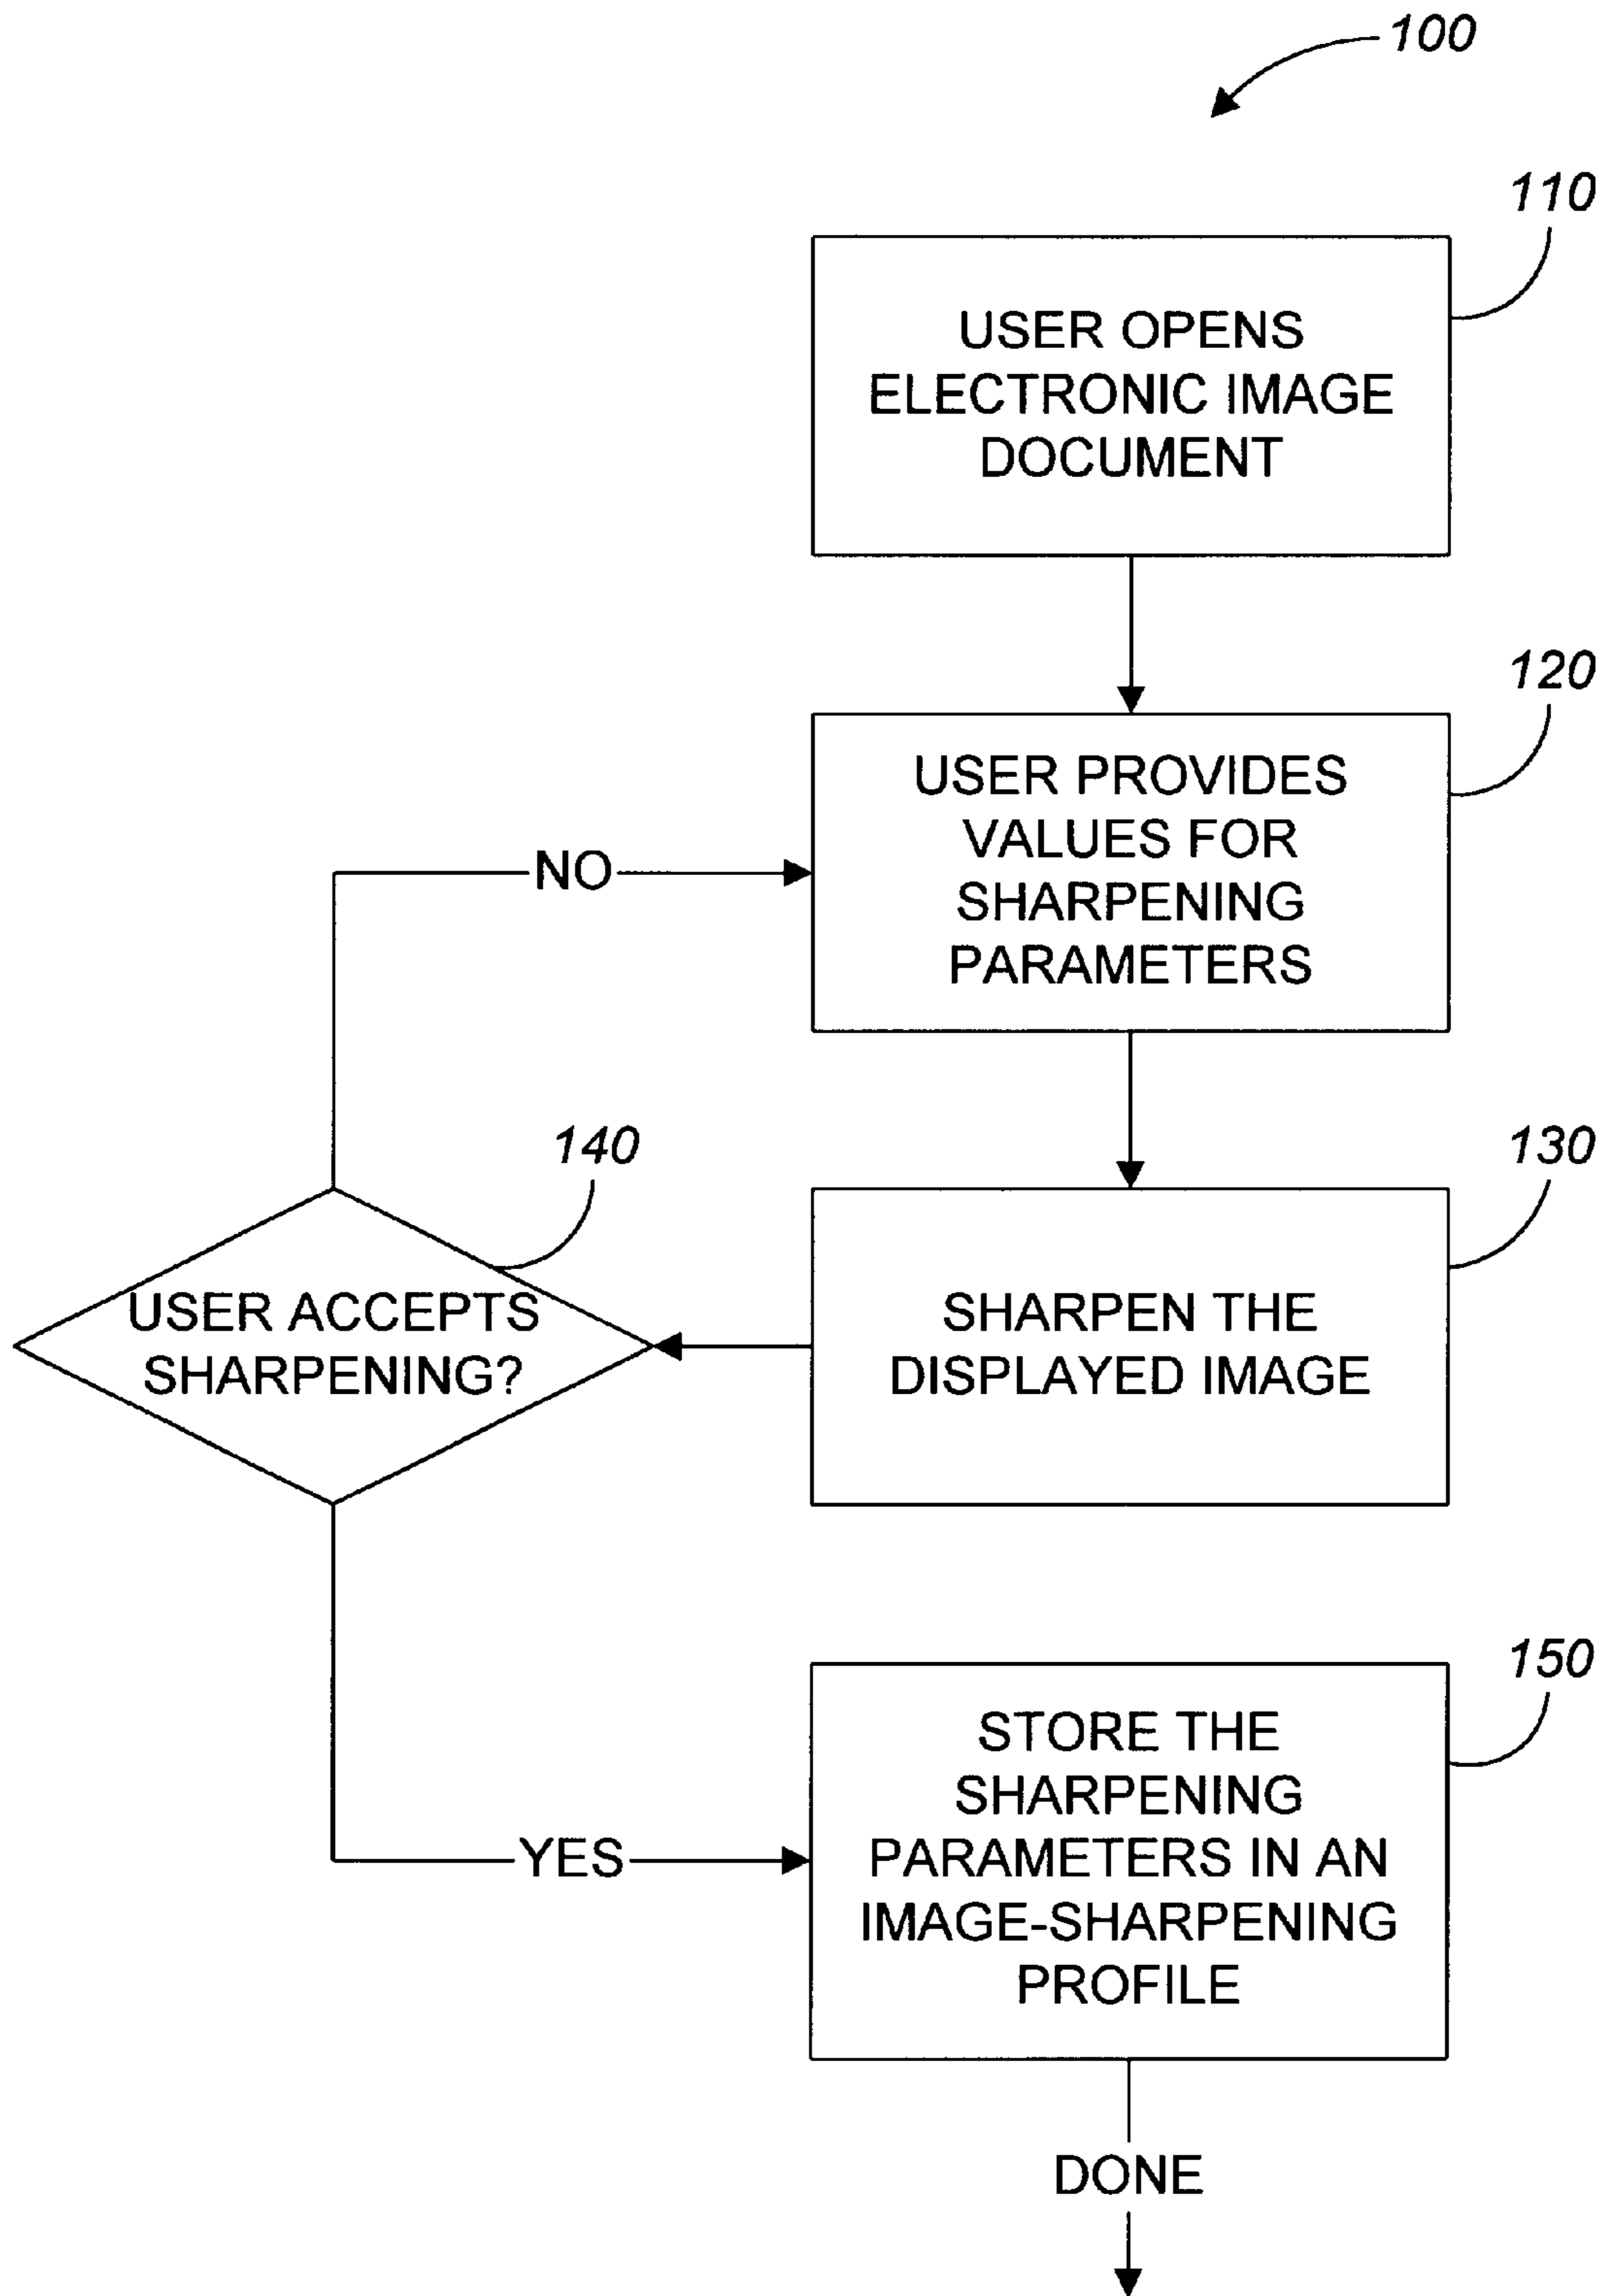 100
110
USER OPENS
ELECTRONIC IMAGE
DOCUMENT
120
USER PROVIDES
VALUES FOR
SHARPENING
PARAMETERS
NO
140
130
USER ACCEPTS
SHARPENING?
SHARPEN THE
DISPLAYED IMAGE
150
STORE THE
SHARPENING
PARAMETERS IN AN
IMAGE-SHARPENING
PROFILE
YES
DONE